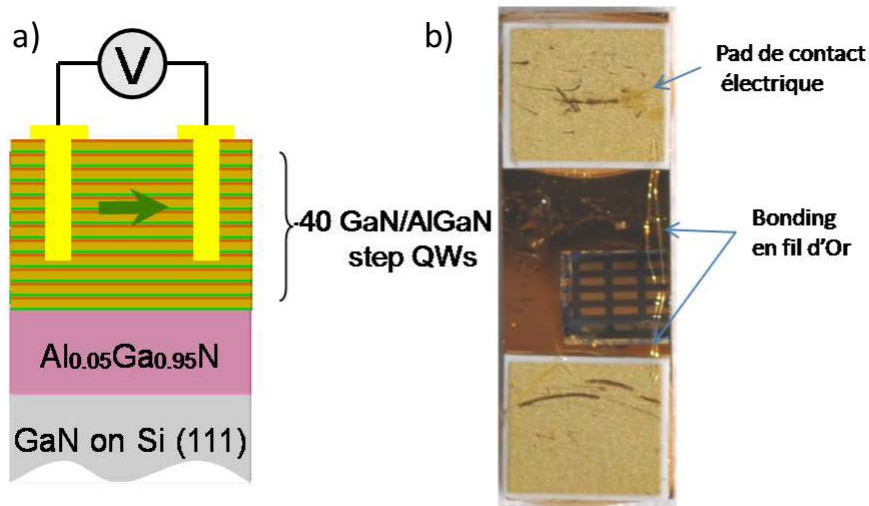 a)
V
-40 GaN/AlGaN
step QWs
Al0.05Ga0.95N
GaN on Si (111)
b)
Pad de contact
électrique
Bonding
en fil d'Or